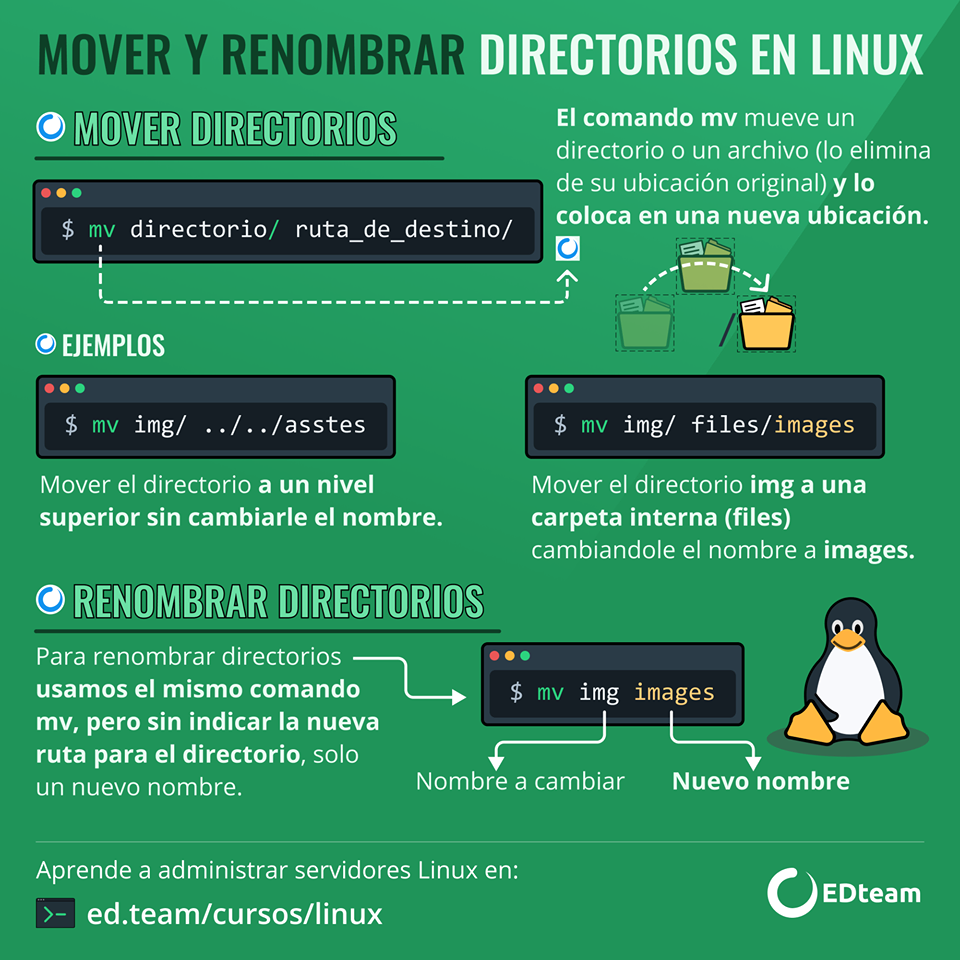 MOVER Y RENOMBRAR DIRECTORIOS EN LINUX
MOVER DIRECTORIOS
$ mv directorio/ ruta_de_destino/
El comando mv mueve un
directorio o un archivo (lo elimina
de su ubicación original) y lo
coloca en una nueva ubicación.
/
EJEMPLOS
$ mv img/ ../../asstes
Mover el directorio a un nivel
superior sin cambiarle el nombre.
$ mv img/ files/images
Mover el directorio img a una
carpeta interna (files)
cambiandole el nombre a images.
RENOMBRAR DIRECTORIOS
Para renombrar directorios
usamos el mismo comando
mv, pero sin indicar la nueva
ruta para el directorio, solo
un nuevo nombre.
$ mv img images
Nombre a cambiar
Nuevo nombre
Aprende a administrar servidores Linux en:
ed.team/cursos/linux
EDteam